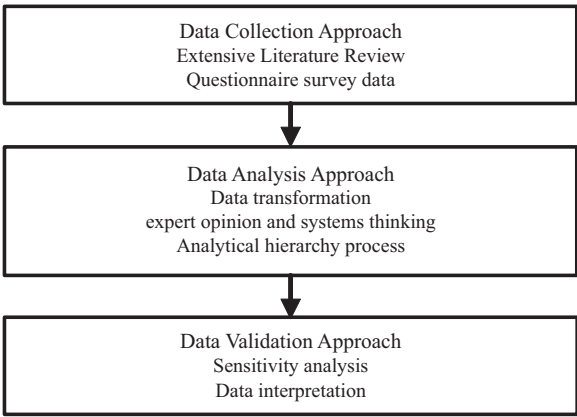 Data Collection Approach
Extensive Literature Review
Questionnaire survey data
Data Analysis Approach
Data transformation
expert opinion and systems thinking
Analytical hierarchy process
Data Validation Approach
Sensitivity analysis
Data interpretation